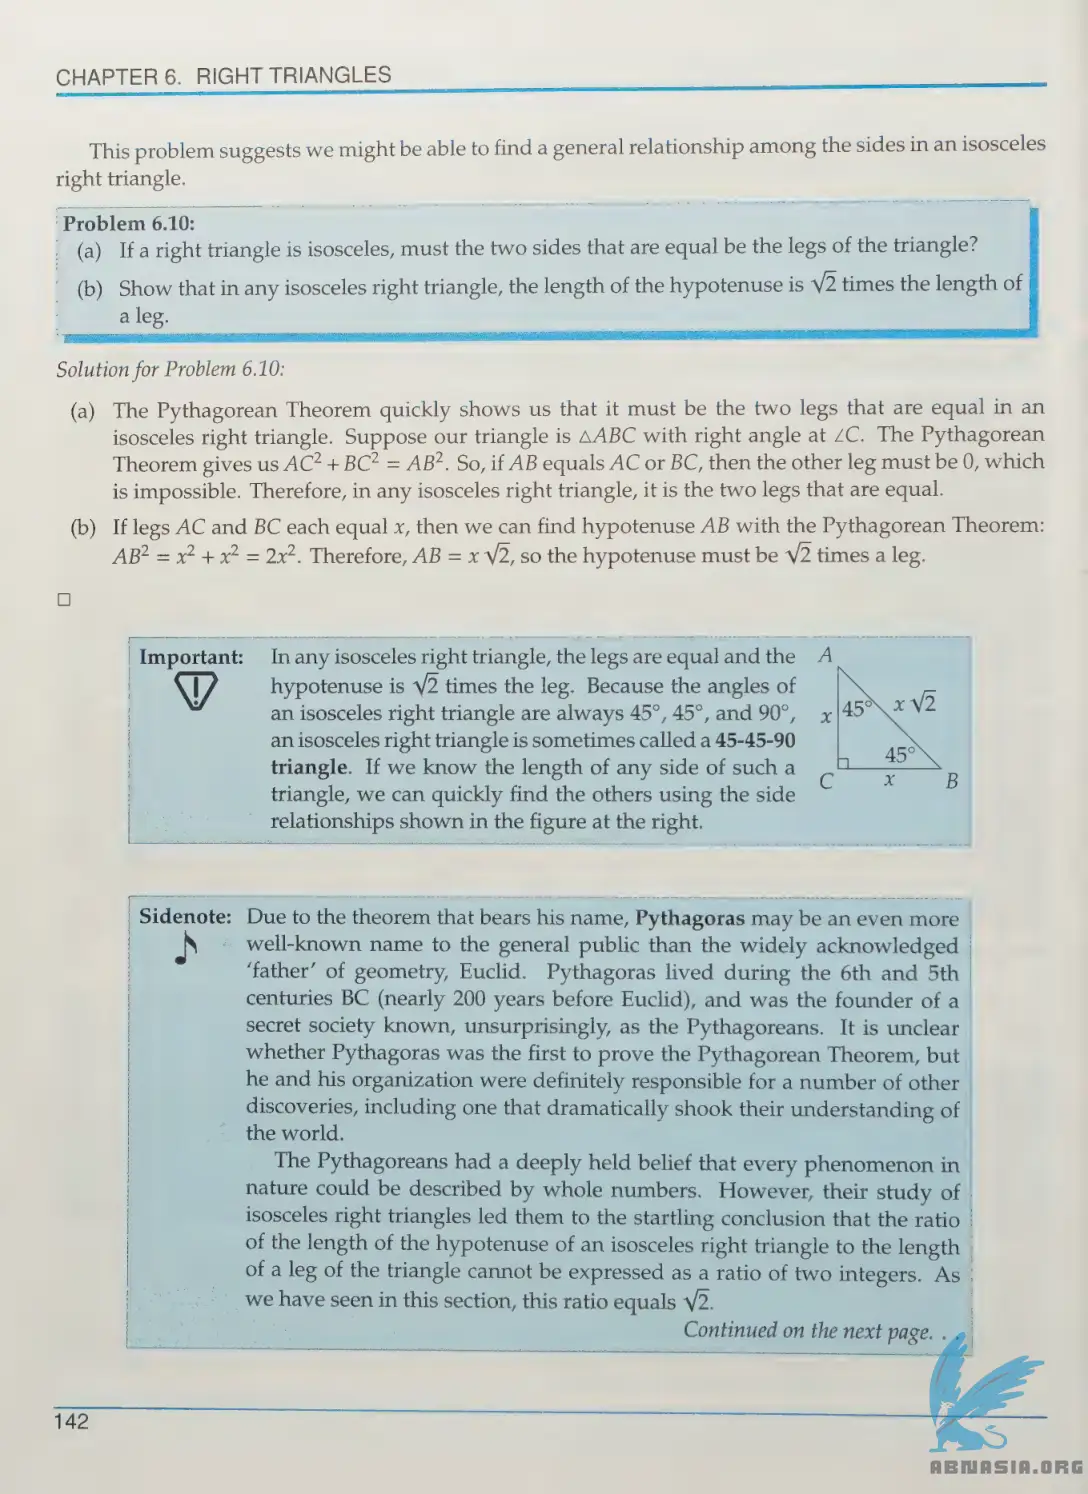 CHAPTER 6. RIGHT TRIANGLES
This problem suggests we might be able to find a general relationship among the sides in an isosceles
right triangle.
Problem 6.10:
(a) If a right triangle is isosceles, must the two sides that are equal be the legs of the triangle?
(b) Show that in any isosceles right triangle, the length of the hypotenuse is √2 times the length of
a leg.
Solution for Problem 6.10:
(a) The Pythagorean Theorem quickly shows us that it must be the two legs that are equal in an
isosceles right triangle. Suppose our triangle is △ABC with right angle at ∠C. The Pythagorean
Theorem gives us AC² + BC² = AB². So, if AB equals AC or BC, then the other leg must be 0, which
is impossible. Therefore, in any isosceles right triangle, it is the two legs that are equal.
(b) If legs AC and BC each equal x, then we can find hypotenuse AB with the Pythagorean Theorem:
AB² = x² + x² = 2x². Therefore, AB = x√2, so the hypotenuse must be √2 times a leg.
□
Important: In any isosceles right triangle, the legs are equal and the
hypotenuse is √2 times the leg. Because the angles of
an isosceles right triangle are always 45°, 45°, and 90°,
an isosceles right triangle is sometimes called a 45-45-90
triangle. If we know the length of any side of such a
triangle, we can quickly find the others using the side
relationships shown in the figure at the right.
A
x 45° x√2
45°
C x B
Sidenote: Due to the theorem that bears his name, Pythagoras may be an even more
well-known name to the general public than the widely acknowledged
'father' of geometry, Euclid. Pythagoras lived during the 6th and 5th
centuries BC (nearly 200 years before Euclid), and was the founder of a
secret society known, unsurprisingly, as the Pythagoreans. It is unclear
whether Pythagoras was the first to prove the Pythagorean Theorem, but
he and his organization were definitely responsible for a number of other
discoveries, including one that dramatically shook their understanding of
the world.
The Pythagoreans had a deeply held belief that every phenomenon in
nature could be described by whole numbers. However, their study of
isosceles right triangles led them to the startling conclusion that the ratio
of the length of the hypotenuse of an isosceles right triangle to the length
of a leg of the triangle cannot be expressed as a ratio of two integers. As
we have seen in this section, this ratio equals √2.
Continued on the next page. . .
142
ABNASIA.ORG